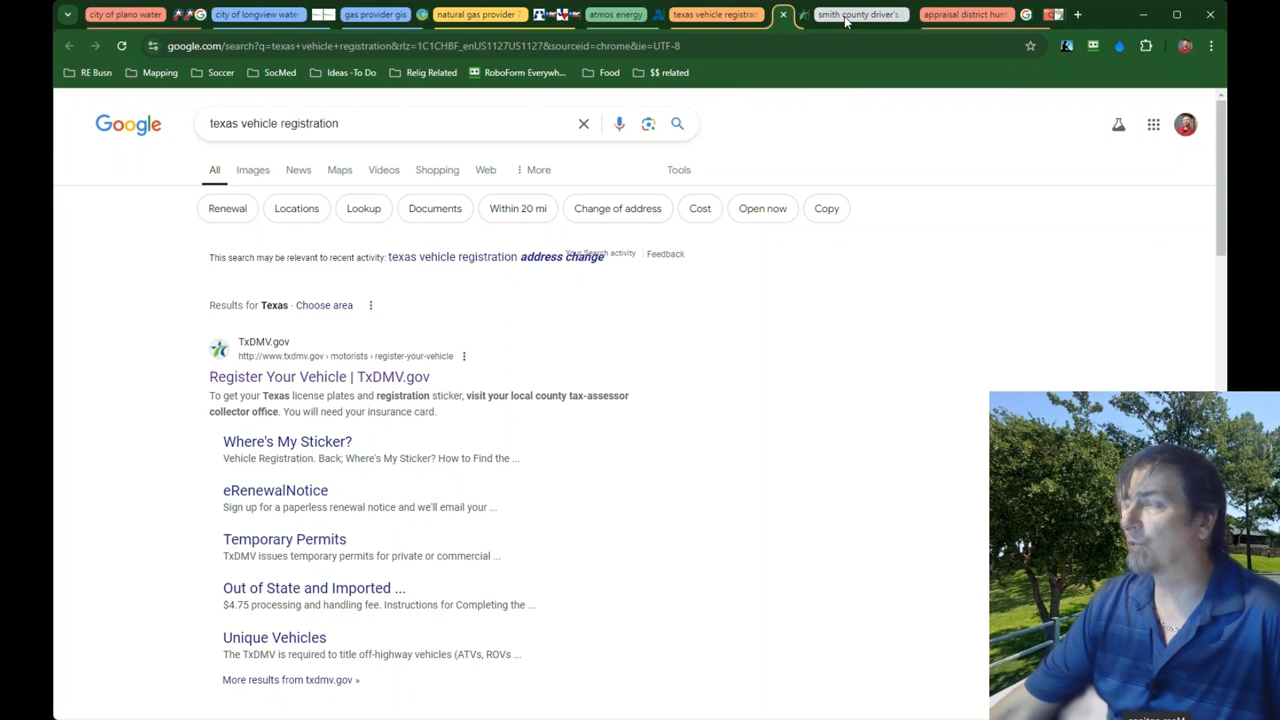 city of plano water
city of longview water
gas provider gis
natural gas provider 7
atmos energy
texas vehicle registrat
smith county driver's
appraisal district hunt
google.com/search?q=texas+vehicle+registration&rlz=1C1CHBF_enUS1127US1127&sourceid=chrome&ie=UTF-8
RE Busn
Mapping
Soccer
SocMed
Ideas -To Do
Relig Related
RoboForm Everywh...
Food
$$ related
Google
texas vehicle registration
All
Images
News
Maps
Videos
Shopping
Web
More
Tools
Renewal
Locations
Lookup
Documents
Within 20 mi
Change of address
Cost
Open now
Copy
This search may be relevant to recent activity: texas vehicle registration address change
Your Search activity
Feedback
Results for Texas · Choose area
TxDMV.gov
http://www.txdmv.gov › motorists › register-your-vehicle
Register Your Vehicle | TxDMV.gov
To get your Texas license plates and registration sticker, visit your local county tax-assessor
collector office. You will need your insurance card.
Where's My Sticker?
Vehicle Registration. Back; Where's My Sticker? How to Find the ...
eRenewalNotice
Sign up for a paperless renewal notice and we'll email your ...
Temporary Permits
TxDMV issues temporary permits for private or commercial ...
Out of State and Imported ...
$4.75 processing and handling fee. Instructions for Completing the ...
Unique Vehicles
The TxDMV is required to title off-highway vehicles (ATVs, ROVs ...
More results from txdmv.gov »